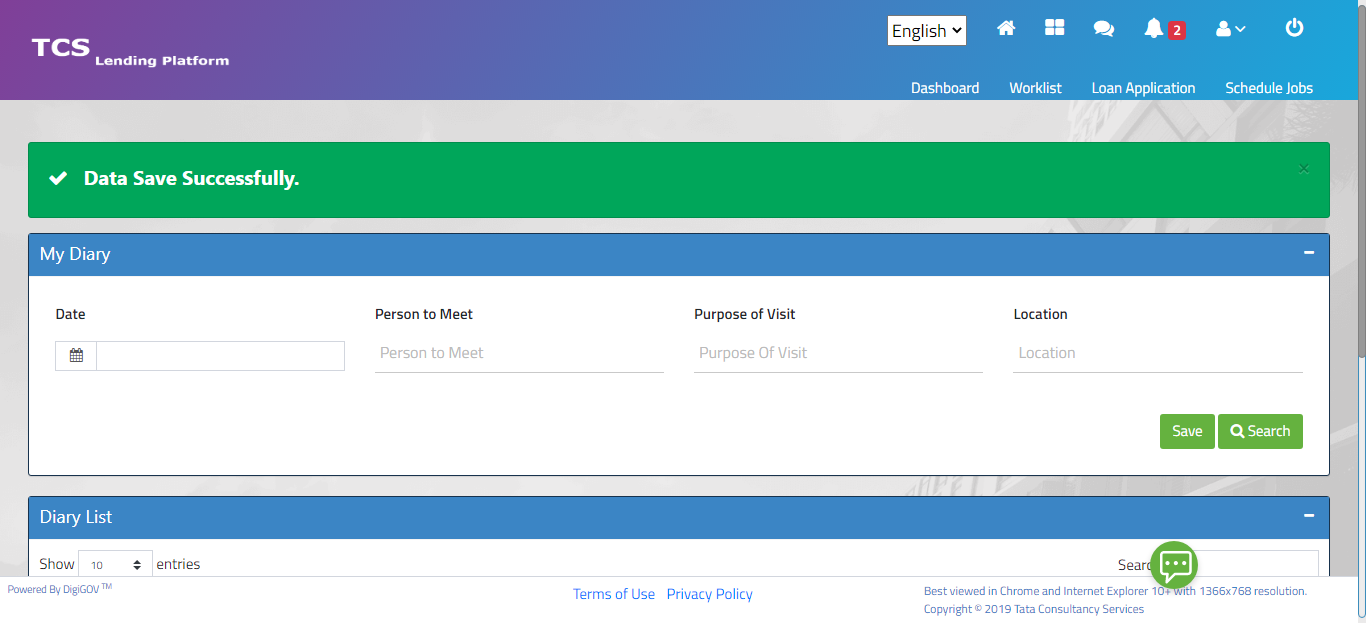 TCS Lending Platform
English
2
Dashboard Worklist Loan Application Schedule Jobs
Data Save Successfully.
×
My Diary
Date Person to Meet Purpose of Visit Location
Person to Meet Purpose Of Visit Location
Save Search
Diary List
Show 10 entries
Powered By DigiGOV TM
Terms of Use Privacy Policy
Best viewed in Chrome and Internet Explorer 10+ with 1366x768 resolution.
Copyright © 2019 Tata Consultancy Services